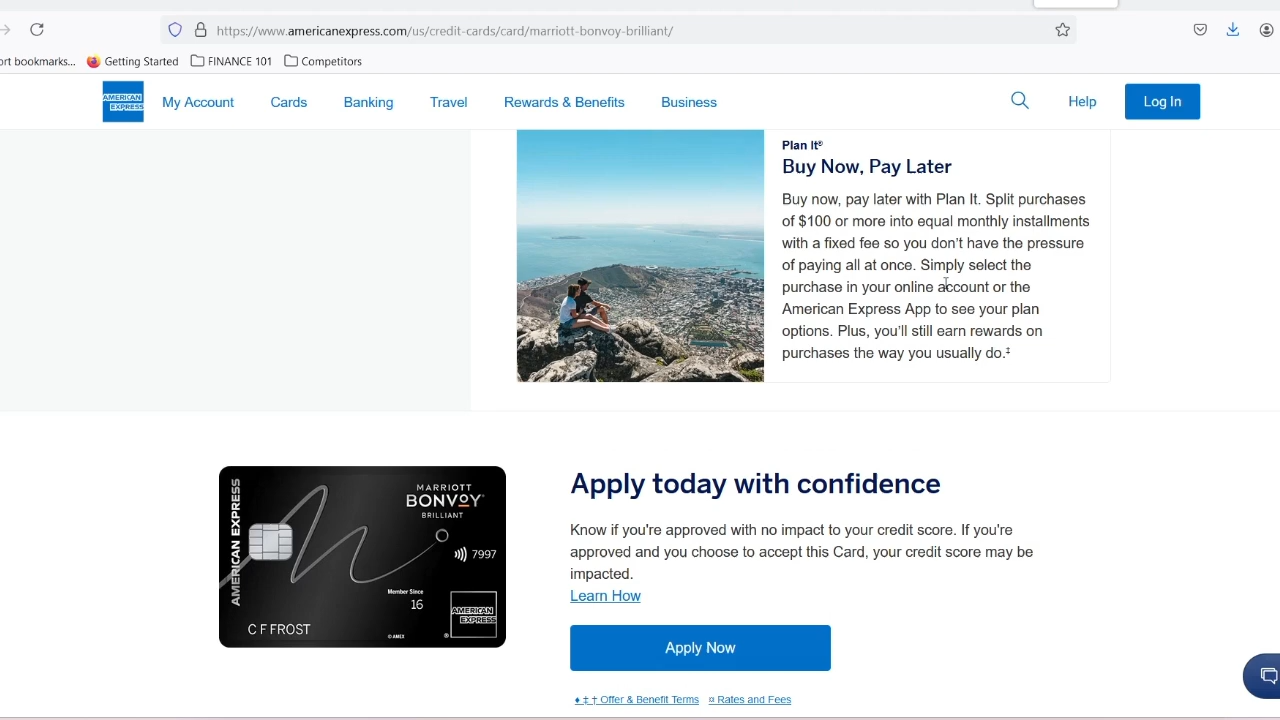 https://www.americanexpress.com/us/credit-cards/card/marriott-bonvoy-brilliant/
ort bookmarks... Getting Started FINANCE 101 Competitors
AMERICAN
EXPRESS
My Account Cards Banking Travel Rewards & Benefits Business Help Log In
Plan It®
Buy Now, Pay Later
Buy now, pay later with Plan It. Split purchases
of $100 or more into equal monthly installments
with a fixed fee so you don't have the pressure
of paying all at once. Simply select the
purchase in your online account or the
American Express App to see your plan
options. Plus, you'll still earn rewards on
purchases the way you usually do.‡
AMERICAN EXPRESS
MARRIOTT
BONVOY®
BRILLIANT
7997
Member Since
16
C F FROST
© AMEX
AMERICAN
EXPRESS
®
Apply today with confidence
Know if you're approved with no impact to your credit score. If you're
approved and you choose to accept this Card, your credit score may be
impacted.
Learn How
Apply Now
♦ ‡ † Offer & Benefit Terms ¤ Rates and Fees